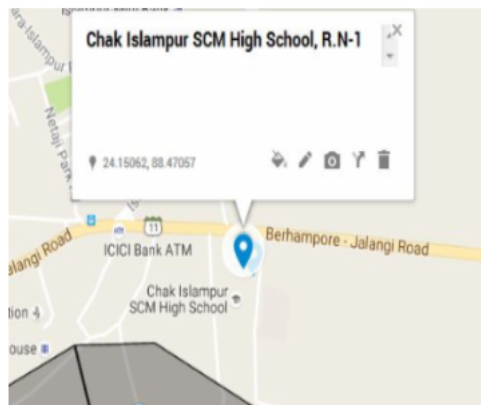 Chak Islampur SCM High School, R.N-1
24.15062, 88.47057
Netaji Park
11
Jalangi Road
ICICI Bank ATM
Berhampore - Jalangi Road
Chak Islampur
SCM High School